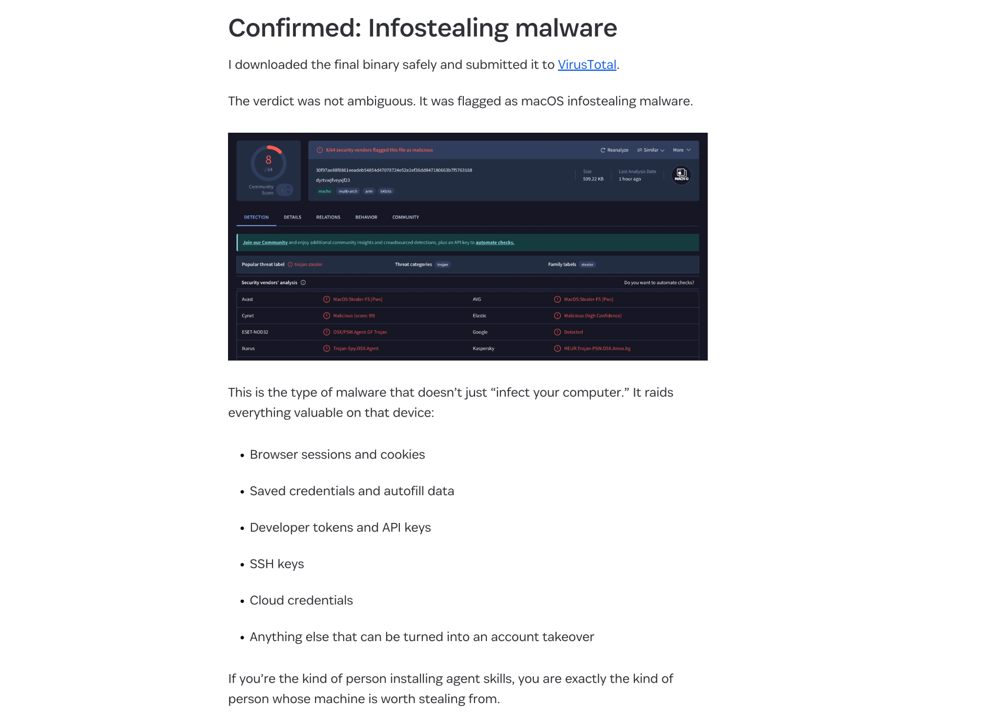 Confirmed: Infostealing malware
I downloaded the final binary safely and submitted it to VirusTotal.
The verdict was not ambiguous. It was flagged as macOS infostealing malware.
8
/ 64
Community
Score
-
8/64 security vendors flagged this file as malicious
Reanalyze
Similar
More
30f97ae88f8861eeadeb54854d47078724e52e2ef36dd847180663b7f5763168
dyrtvwjfveyxjf23
macho
multi-arch
arm
64bits
Size
509.22 KB
Last Analysis Date
1 hour ago
MACH-O
DETECTION
DETAILS
RELATIONS
BEHAVIOR
COMMUNITY
Join our Community and enjoy additional community insights and crowdsourced detections, plus an API key to automate checks.
Popular threat label trojan.stealer
Threat categories trojan
Family labels stealer
Security vendors' analysis
Do you want to automate checks?
Avast MacOS:Stealer-FS [Pws] AVG MacOS:Stealer-FS [Pws]
Cynet Malicious (score: 99) Elastic Malicious (high Confidence)
ESET-NOD32 OSX/PSW.Agent.GF Trojan Google Detected
Ikarus Trojan-Spy.OSX.Agent Kaspersky HEUR:Trojan-PSW.OSX.Amos.bg
This is the type of malware that doesn’t just “infect your computer.” It raids
everything valuable on that device:
• Browser sessions and cookies
• Saved credentials and autofill data
• Developer tokens and API keys
• SSH keys
• Cloud credentials
• Anything else that can be turned into an account takeover
If you’re the kind of person installing agent skills, you are exactly the kind of
person whose machine is worth stealing from.